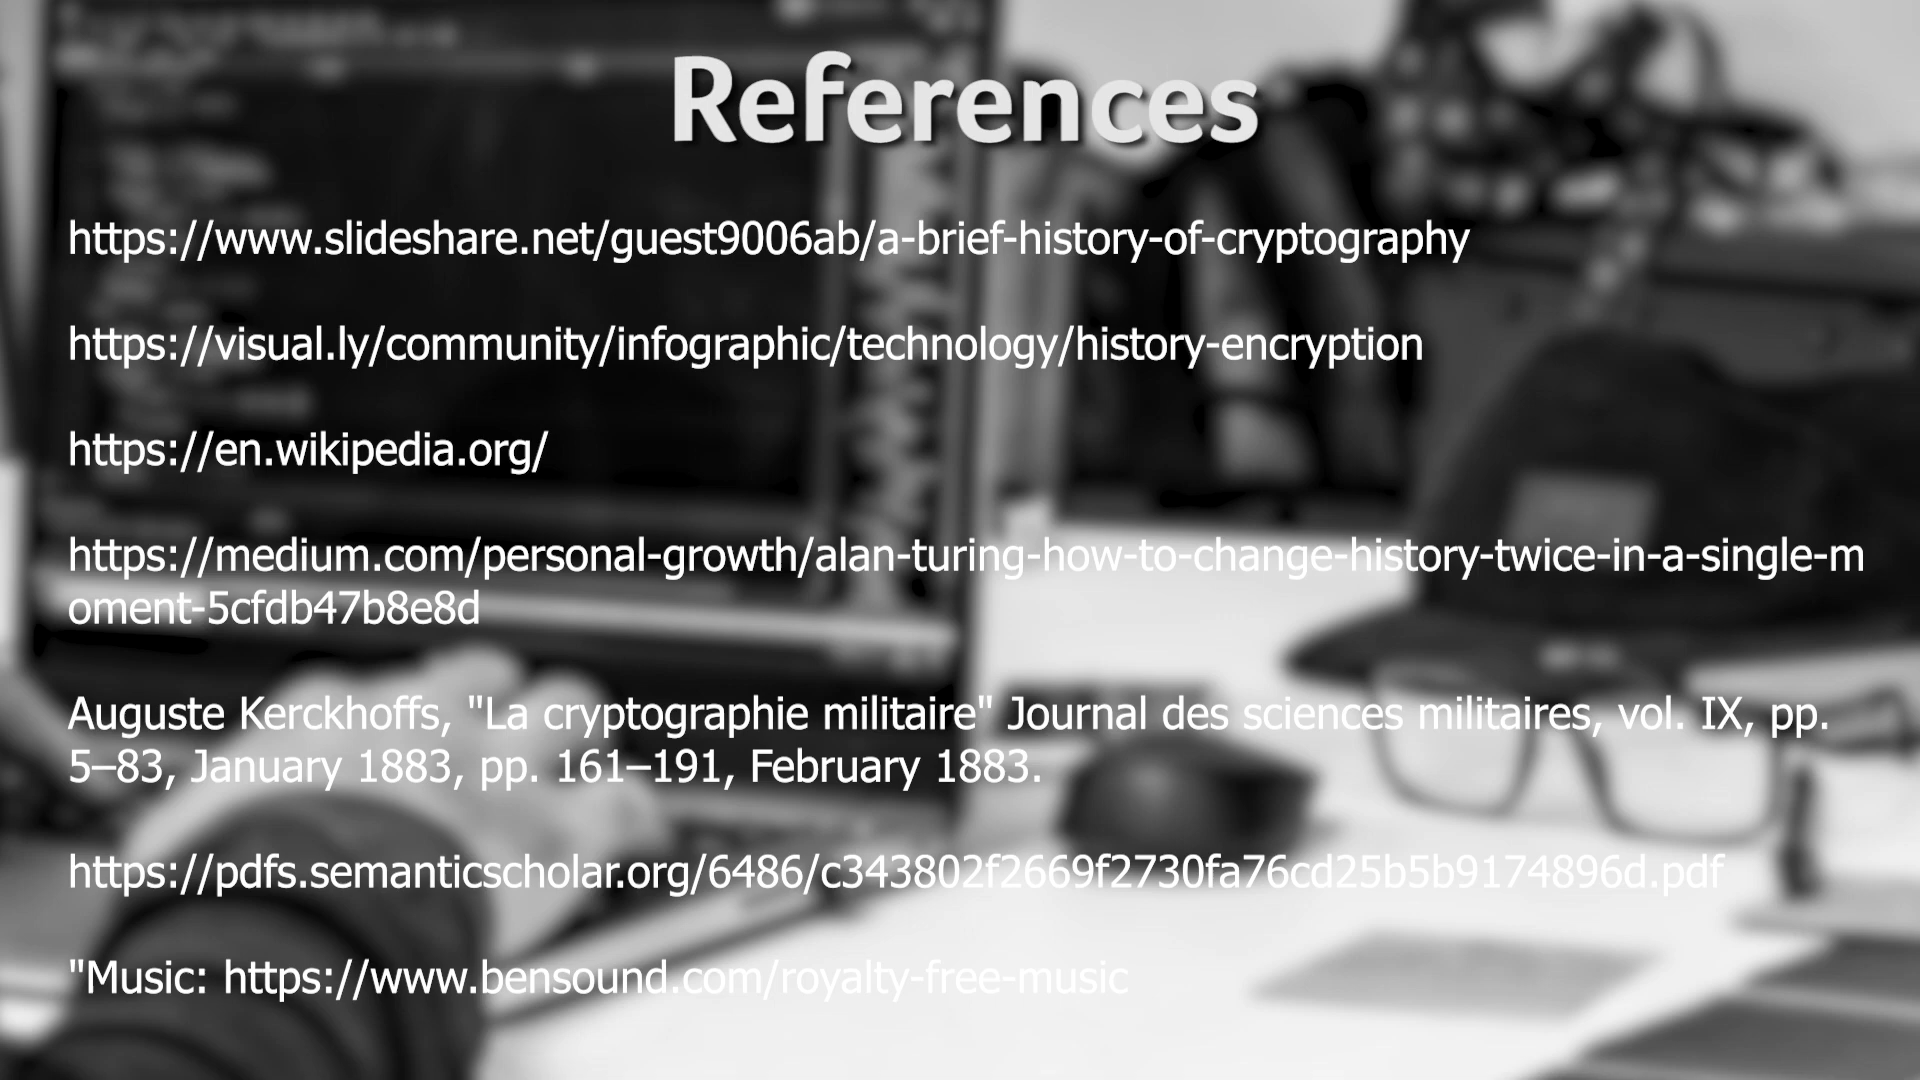 References
https://www.slideshare.net/guest9006ab/a-brief-history-of-cryptography
https://visual.ly/community/infographic/technology/history-encryption
https://en.wikipedia.org/
https://medium.com/personal-growth/alan-turing-how-to-change-history-twice-in-a-single-m
oment-5cfdb47b8e8d
Auguste Kerckhoffs, "La cryptographie militaire" Journal des sciences militaires, vol. IX, pp.
5–83, January 1883, pp. 161–191, February 1883.
https://pdfs.semanticscholar.org/6486/c343802f2669f2730fa76cd25b5b9174896d.pdf
"Music: https://www.bensound.com/royalty-free-music